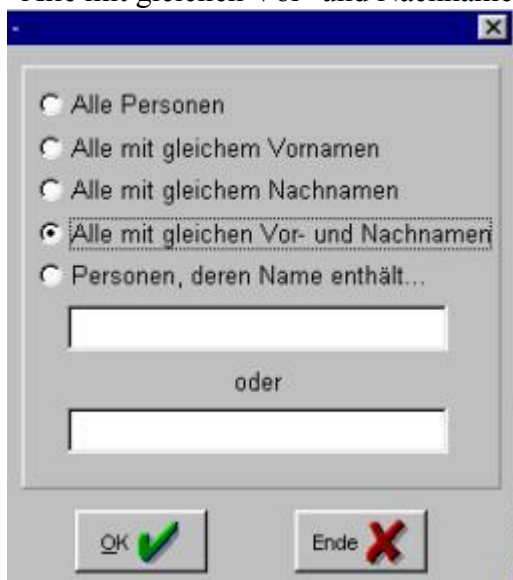 Alle mit gleichen Vor- und Nachname
-
Alle Personen
Alle mit gleichem Vornamen
Alle mit gleichem Nachnamen
Alle mit gleichen Vor- und Nachnamen
Personen, deren Name enthält...
oder
OK
Ende